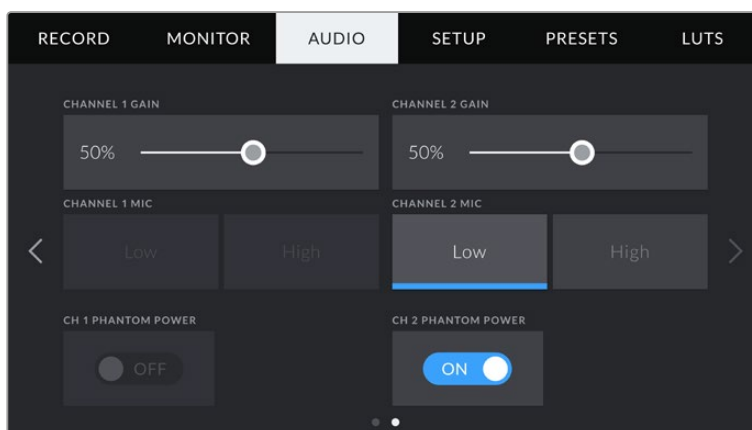 RECORD MONITOR AUDIO SETUP PRESETS LUTS
CHANNEL 1 GAIN CHANNEL 2 GAIN
50% 50%
CHANNEL 1 MIC CHANNEL 2 MIC
Low High Low High
CH 1 PHANTOM POWER CH 2 PHANTOM POWER
OFF ON